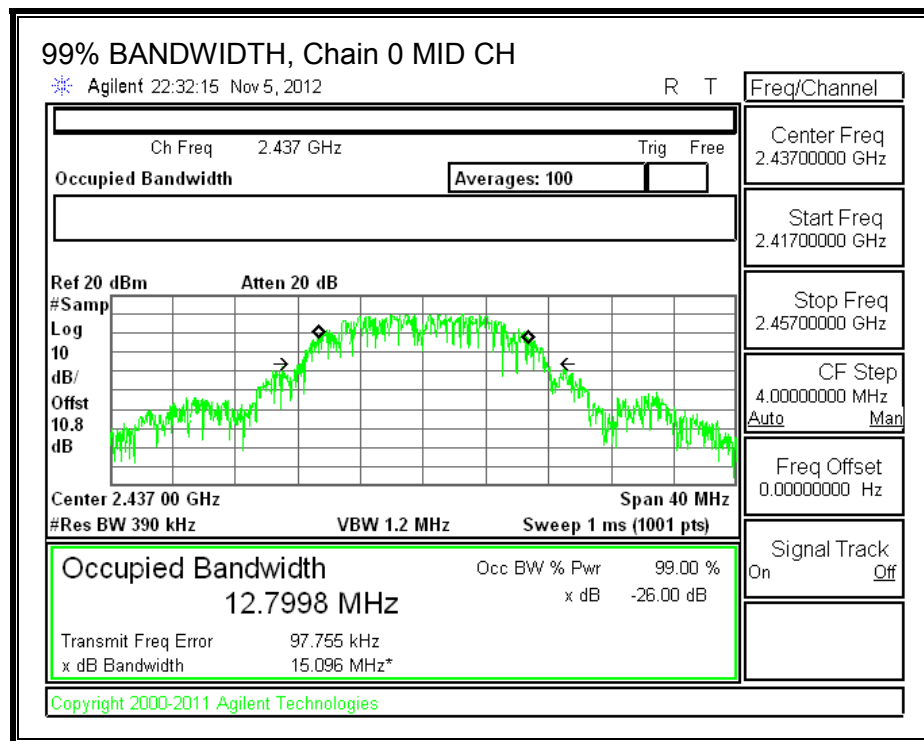 99% BANDWIDTH, Chain 0 MID CH
Agilent 22:32:15 Nov 5, 2012 R T
Freq/Channel
Ch Freq 2.437 GHz Trig Free
Occupied Bandwidth Averages: 100
Center Freq
2.43700000 GHz
Start Freq
2.41700000 GHz
Stop Freq
2.45700000 GHz
CF Step
4.00000000 MHz
Auto Man
Freq Offset
0.00000000 Hz
Signal Track
On Off
Ref 20 dBm Atten 20 dB
#Samp
Log
10
dB/
Offst
10.8
dB
Center 2.437 00 GHz Span 40 MHz
#Res BW 390 kHz VBW 1.2 MHz Sweep 1 ms (1001 pts)
Occupied Bandwidth Occ BW % Pwr 99.00 %
12.7998 MHz x dB -26.00 dB
Transmit Freq Error 97.755 kHz
x dB Bandwidth 15.096 MHz*
Copyright 2000-2011 Agilent Technologies